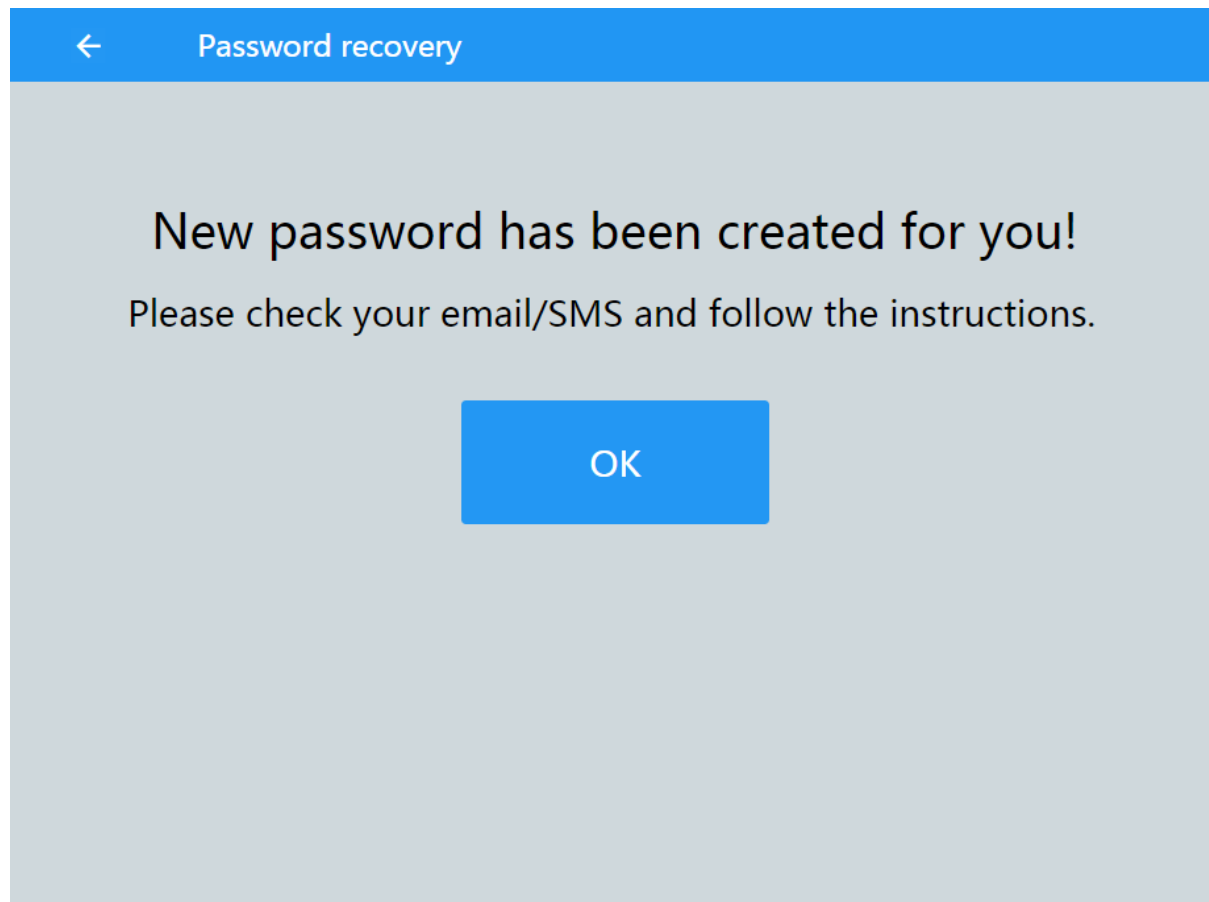 Password recovery
New password has been created for you!
Please check your email/SMS and follow the instructions.
OK